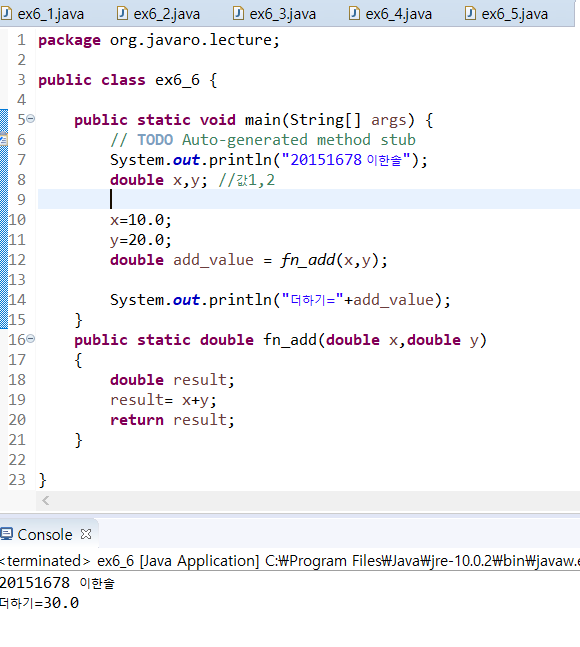 ex6_1.java ex6_2.java ex6_3.java ex6_4.java ex6_5.java
1 package org.javaro.lecture;
2
3 public class ex6_6 {
4
5 public static void main(String[] args) {
6 // TODO Auto-generated method stub
7 System.out.println("20151678 이한솔");
8 double x,y; //값1,2
9
10 x=10.0;
11 y=20.0;
12 double add_value = fn_add(x,y);
13
14 System.out.println("더하기="+add_value);
15 }
16 public static double fn_add(double x,double y)
17 {
18 double result;
19 result= x+y;
20 return result;
21 }
22
23 }
Console
<terminated> ex6_6 [Java Application] C:₩Program Files₩Java₩jre-10.0.2₩bin₩javaw.e
20151678 이한솔
더하기=30.0